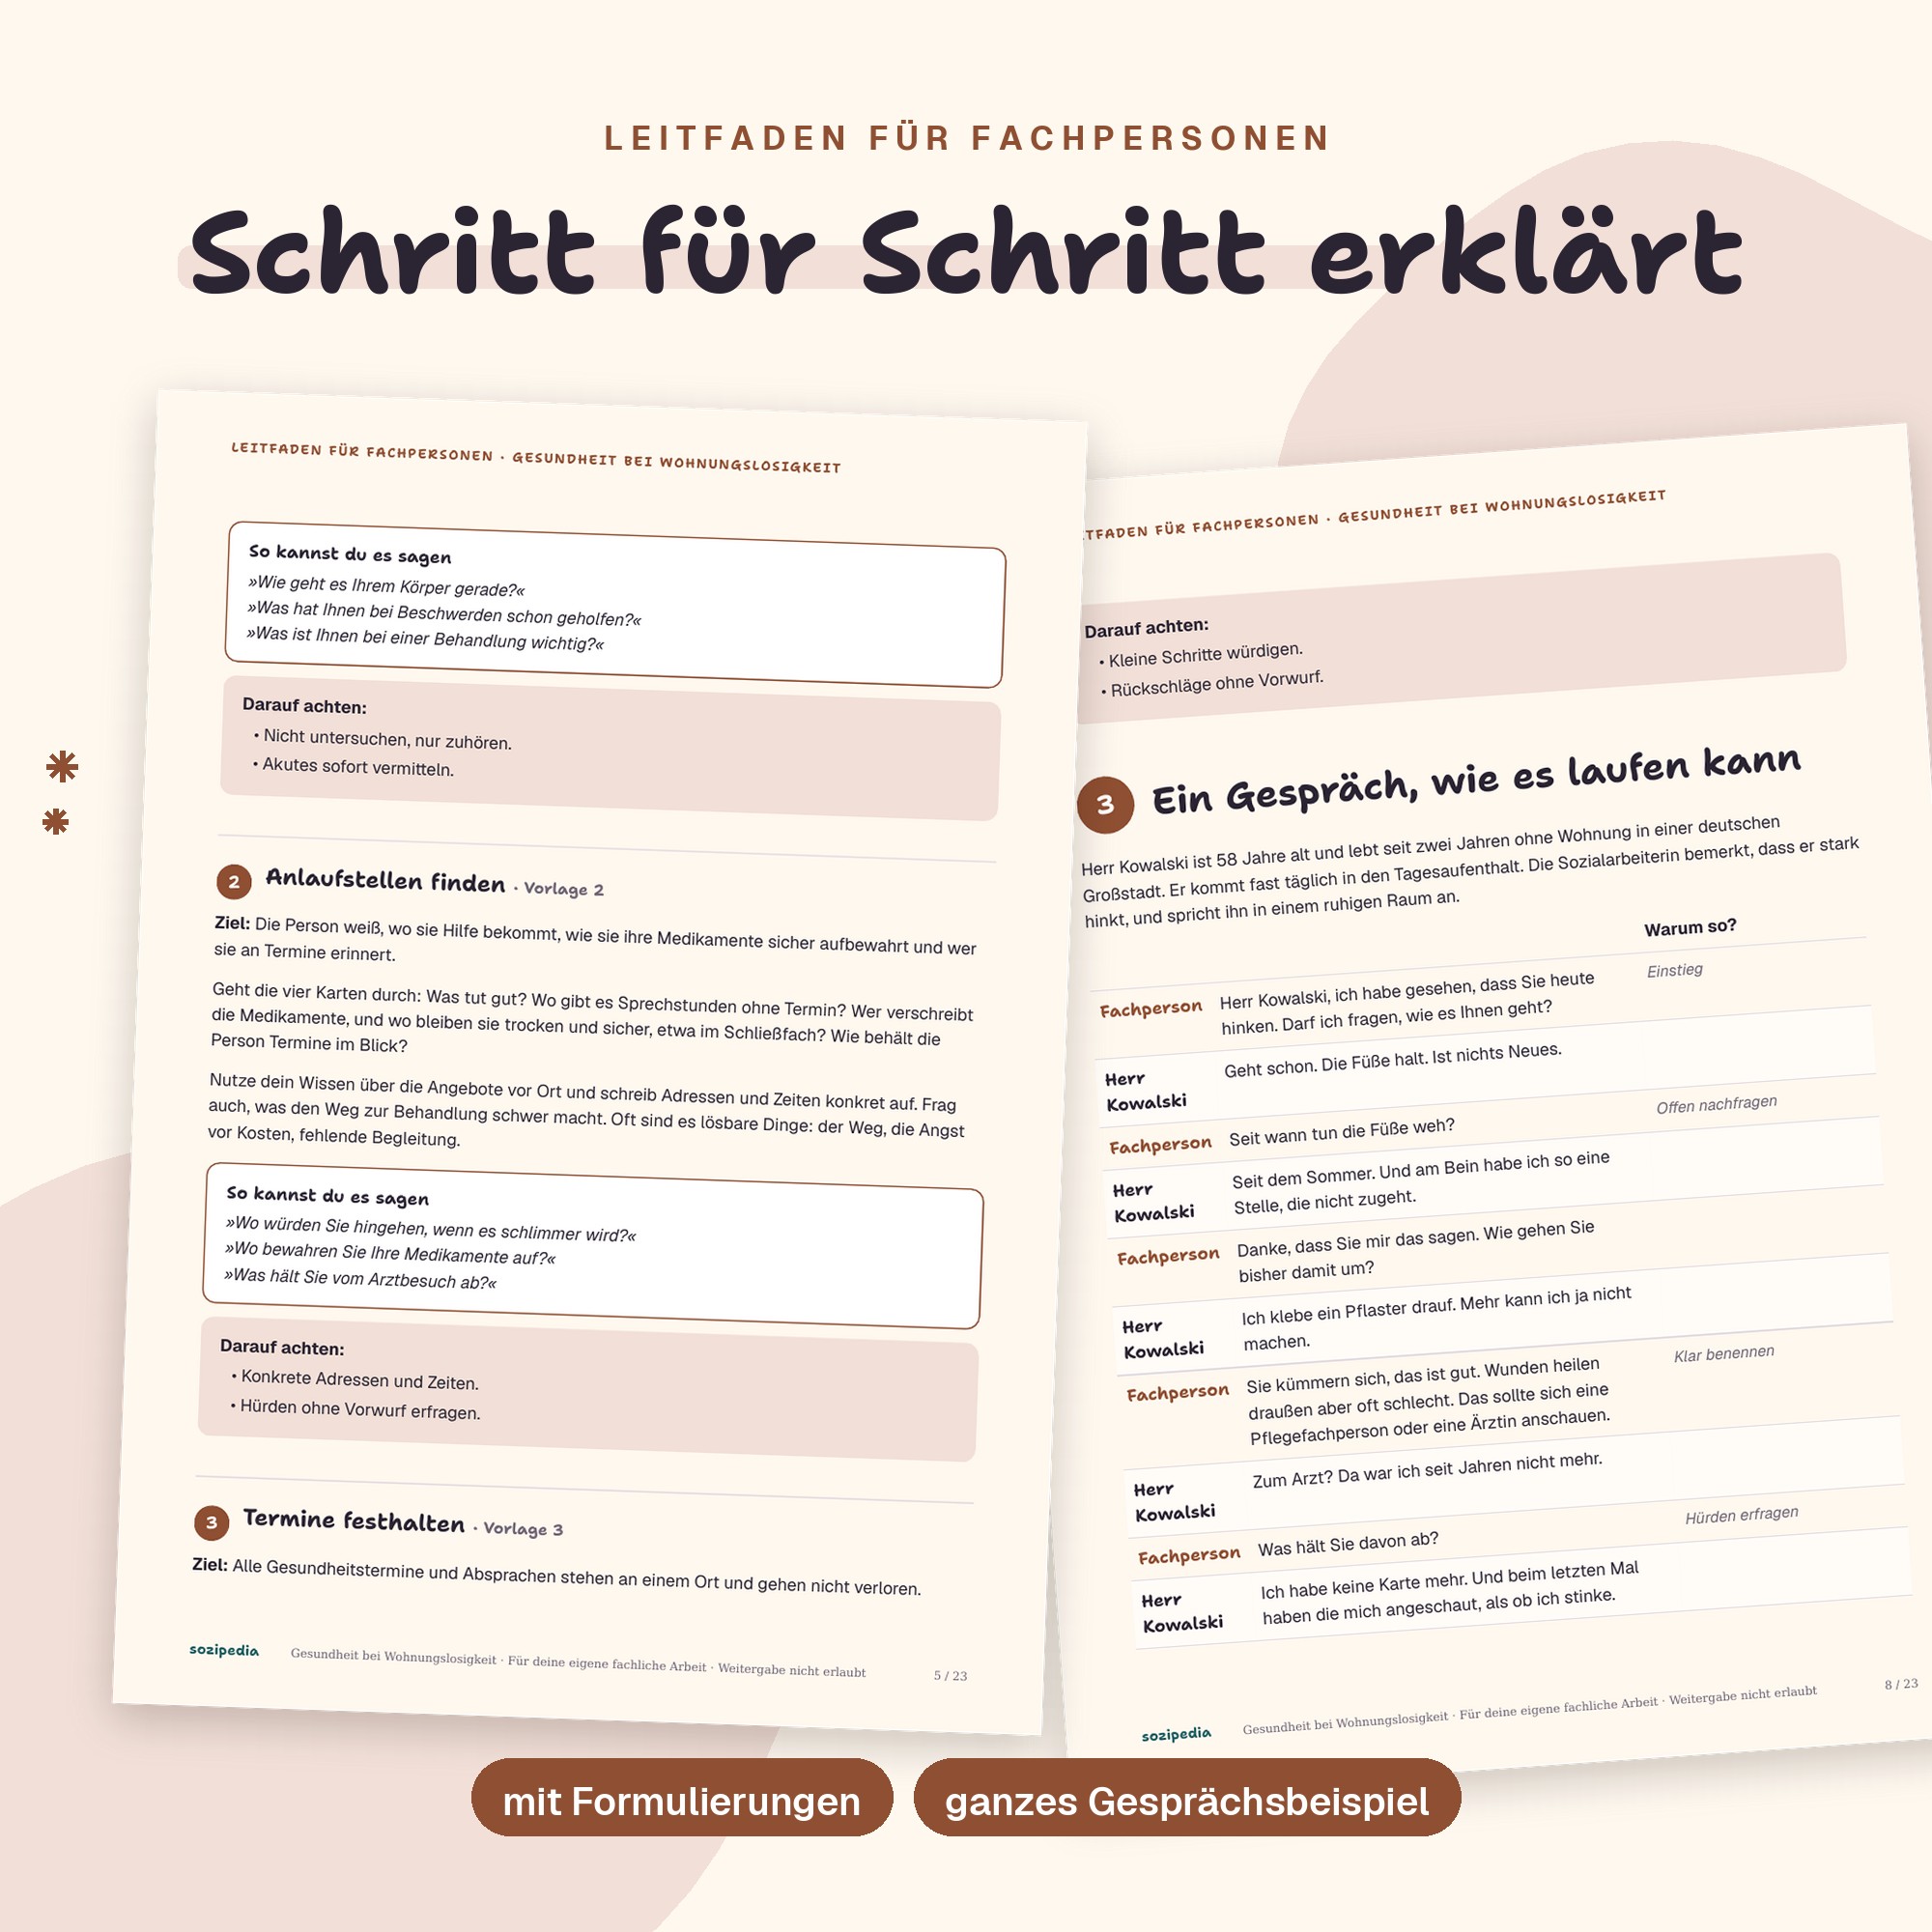 LEITFADEN FÜR FACHPERSONEN
Schritt für Schritt erklärt
LEITFADEN FÜR FACHPERSONEN · GESUNDHEIT BEI WOHNUNGSLOSIGKEIT
So kannst du es sagen
»Wie geht es Ihrem Körper gerade?«
»Was hat Ihnen bei Beschwerden schon geholfen?«
»Was ist Ihnen bei einer Behandlung wichtig?«
Darauf achten:
• Nicht untersuchen, nur zuhören.
• Akutes sofort vermitteln.
2 Anlaufstellen finden · Vorlage 2
Ziel: Die Person weiß, wo sie Hilfe bekommt, wie sie ihre Medikamente sicher aufbewahrt und wer
sie an Termine erinnert.
Geht die vier Karten durch: Was tut gut? Wo gibt es Sprechstunden ohne Termin? Wer verschreibt
die Medikamente, und wo bleiben sie trocken und sicher, etwa im Schließfach? Wie behält die
Person Termine im Blick?
Nutze dein Wissen über die Angebote vor Ort und schreib Adressen und Zeiten konkret auf. Frag
auch, was den Weg zur Behandlung schwer macht. Oft sind es lösbare Dinge: der Weg, die Angst
vor Kosten, fehlende Begleitung.
So kannst du es sagen
»Wo würden Sie hingehen, wenn es schlimmer wird?«
»Wo bewahren Sie Ihre Medikamente auf?«
»Was hält Sie vom Arztbesuch ab?«
Darauf achten:
• Konkrete Adressen und Zeiten.
• Hürden ohne Vorwurf erfragen.
3 Termine festhalten · Vorlage 3
Ziel: Alle Gesundheitstermine und Absprachen stehen an einem Ort und gehen nicht verloren.
sozipedia Gesundheit bei Wohnungslosigkeit · Für deine eigene fachliche Arbeit · Weitergabe nicht erlaubt 5 / 23
TFADEN FÜR FACHPERSONEN · GESUNDHEIT BEI WOHNUNGSLOSIGKEIT
Darauf achten:
• Kleine Schritte würdigen.
• Rückschläge ohne Vorwurf.
3 Ein Gespräch, wie es laufen kann
Herr Kowalski ist 58 Jahre alt und lebt seit zwei Jahren ohne Wohnung in einer deutschen
Großstadt. Er kommt fast täglich in den Tagesaufenthalt. Die Sozialarbeiterin bemerkt, dass er stark
hinkt, und spricht ihn in einem ruhigen Raum an.
Warum so?
Fachperson Herr Kowalski, ich habe gesehen, dass Sie heute Einstieg
hinken. Darf ich fragen, wie es Ihnen geht?
Herr Geht schon. Die Füße halt. Ist nichts Neues.
Kowalski
Fachperson Seit wann tun die Füße weh? Offen nachfragen
Herr Seit dem Sommer. Und am Bein habe ich so eine
Kowalski Stelle, die nicht zugeht.
Fachperson Danke, dass Sie mir das sagen. Wie gehen Sie
bisher damit um?
Herr Ich klebe ein Pflaster drauf. Mehr kann ich ja nicht
Kowalski machen.
Fachperson Sie kümmern sich, das ist gut. Wunden heilen Klar benennen
draußen aber oft schlecht. Das sollte sich eine
Pflegefachperson oder eine Ärztin anschauen.
Herr Zum Arzt? Da war ich seit Jahren nicht mehr.
Kowalski
Fachperson Was hält Sie davon ab? Hürden erfragen
Herr Ich habe keine Karte mehr. Und beim letzten Mal
Kowalski haben die mich angeschaut, als ob ich stinke.
sozipedia Gesundheit bei Wohnungslosigkeit · Für deine eigene fachliche Arbeit · Weitergabe nicht erlaubt 8 / 23
mit Formulierungen
ganzes Gesprächsbeispiel